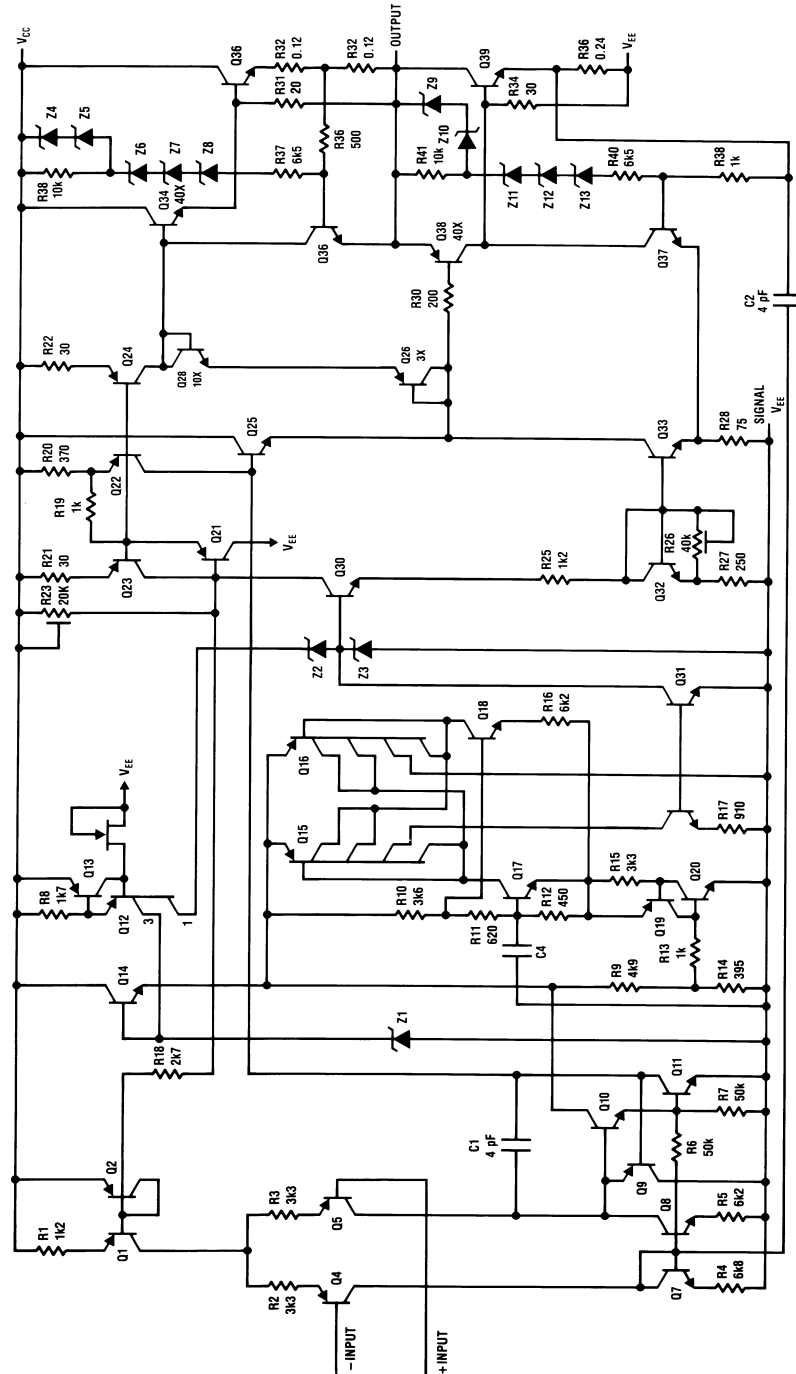 VCC
R1
1k2
Q1
Q2
R18
2k7
Q14
R8
1k7
Q13
Q12
3
1
VEE
R23
20K
R21
30
Q23
R19
1k
R20
370
Q22
Q21
VEE
R22
30
Q24
Q25
Q28
10X
Q34
40X
R38
10k
Z4
Z5
Z6
Z7
Z8
Q36
R37
6k5
R31
20
R32
0.12
R32
0.12
R36
500
Q36
OUTPUT
Q26
3X
R30
200
Q38
40X
R41
10k
Z9
Z10
Z11
Z12
Z13
Q39
R34
30
R36
0.24
VEE
R40
6k5
R38
1k
Q37
C2
4 pF
R2
3k3
R3
3k3
Q4
Q5
– INPUT
+ INPUT
C1
4 pF
Z1
Q15
Q16
Q18
R16
6k2
R10
3k6
R11
620
Q17
R12
450
C4
R15
3k3
Q19
Q20
R13
1k
R9
4k9
R14
395
Z2
Z3
Q30
Q31
R17
910
R25
1k2
Q32
R26
40k
R27
250
Q33
R28
75
SIGNAL
VEE
Q7
R4
6k8
Q8
R5
6k2
Q9
Q10
R6
50k
R7
50k
Q11